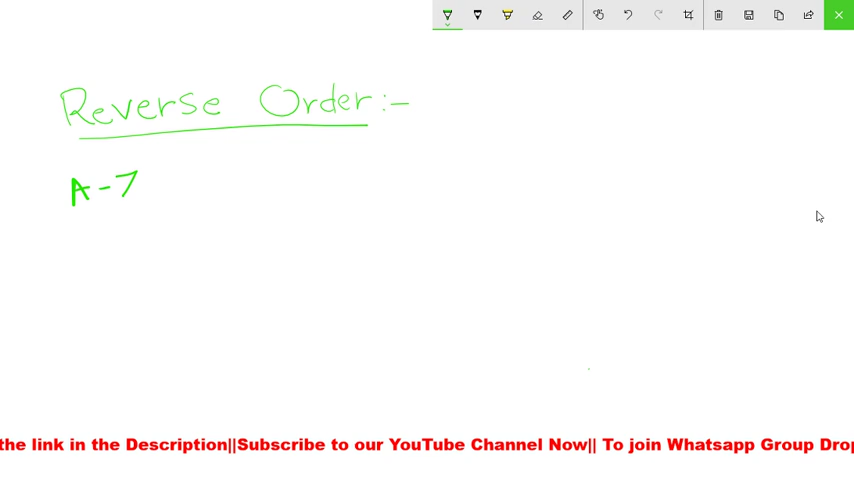 Reverse Order:-
A-7
the link in the Description||Subscribe to our YouTube Channel Now|| To join Whatsapp Group Drop